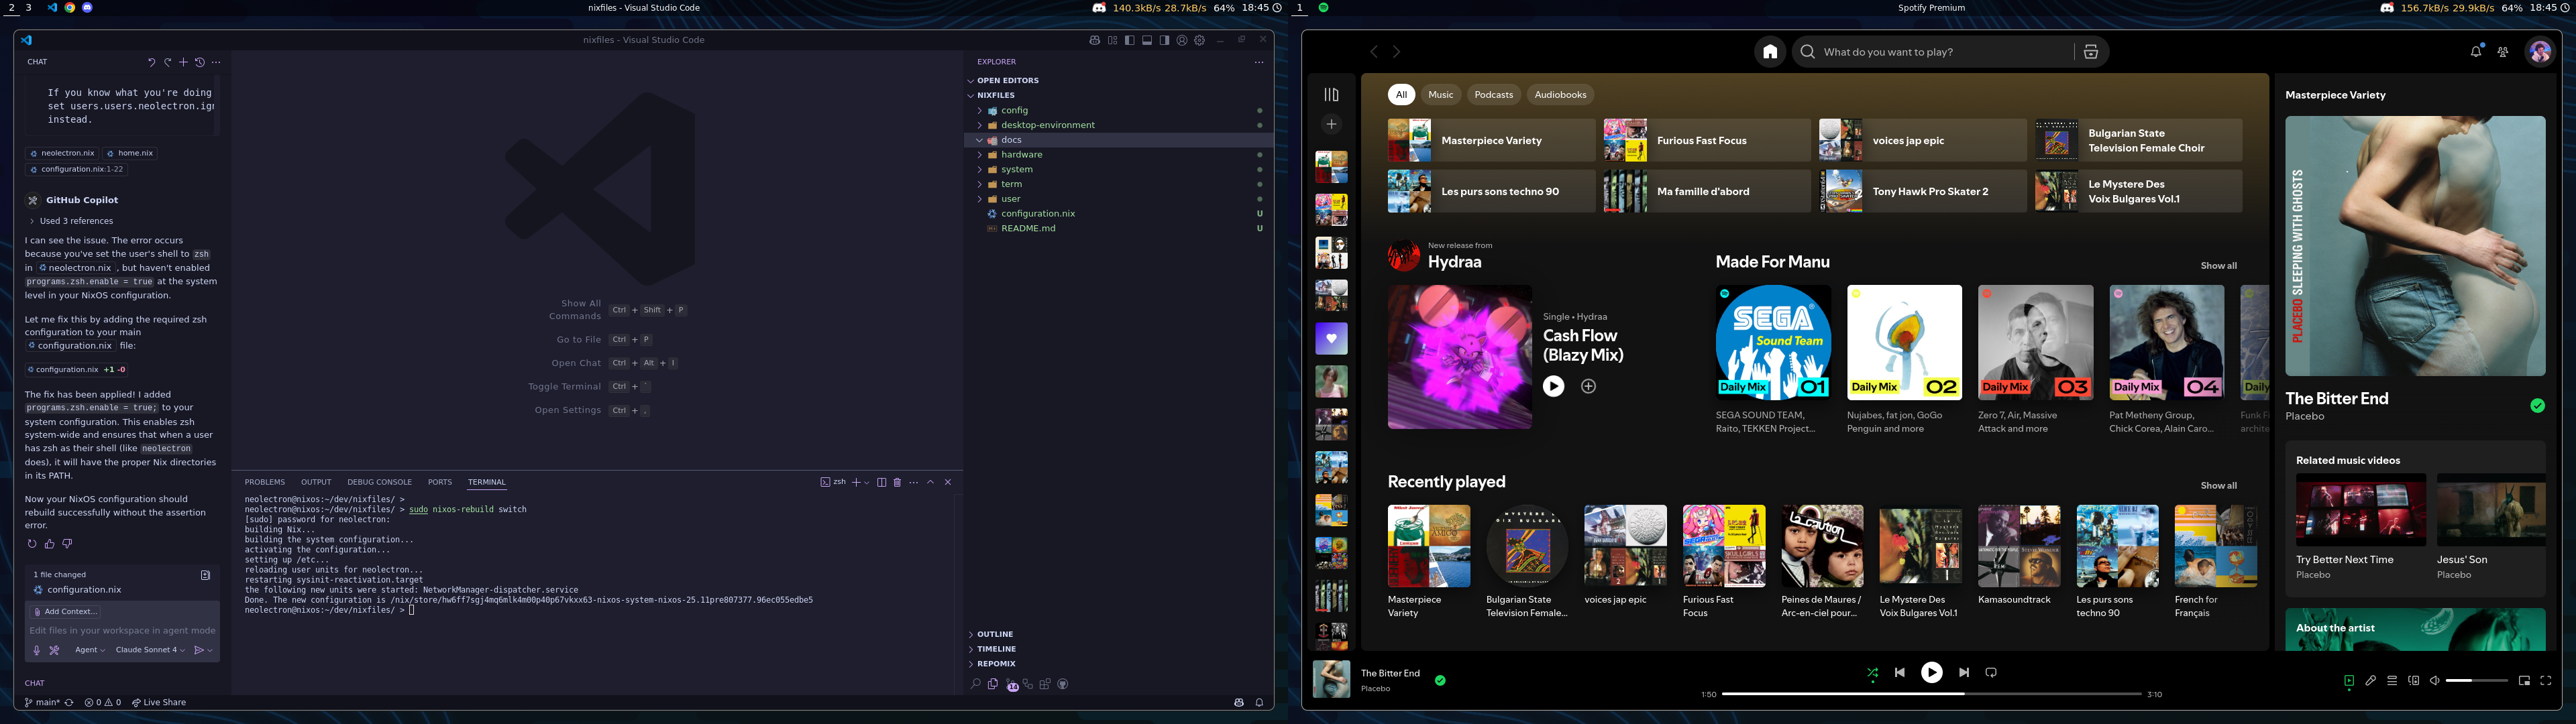 2 3
nixfiles - Visual Studio Code
140.3kB/s 28.7kB/s 64% 18:45
nixfiles - Visual Studio Code
CHAT
If you know what you're doing
set users.users.neolectron.ign
instead.
neolectron.nix home.nix
configuration.nix:1-22
GitHub Copilot
Used 3 references
I can see the issue. The error occurs
because you've set the user's shell to zsh
in neolectron.nix , but haven't enabled
programs.zsh.enable = true at the system
level in your NixOS configuration.
Let me fix this by adding the required zsh
configuration to your main
configuration.nix file:
configuration.nix +1 -0
The fix has been applied! I added
programs.zsh.enable = true; to your
system configuration. This enables zsh
system-wide and ensures that when a user
has zsh as their shell (like neolectron
does), it will have the proper Nix directories
in its PATH.
Now your NixOS configuration should
rebuild successfully without the assertion
error.
1 file changed
configuration.nix
Add Context...
Edit files in your workspace in agent mode
Agent Claude Sonnet 4
CHAT
Show All
Commands
Ctrl + Shift + P
Go to File Ctrl + P
Open Chat Ctrl + Alt + I
Toggle Terminal Ctrl + `
Open Settings Ctrl + ,
PROBLEMS OUTPUT DEBUG CONSOLE PORTS TERMINAL
zsh
neolectron@nixos:~/dev/nixfiles/ >
neolectron@nixos:~/dev/nixfiles/ > sudo nixos-rebuild switch
[sudo] password for neolectron:
building Nix...
building the system configuration...
activating the configuration...
setting up /etc...
reloading user units for neolectron...
restarting sysinit-reactivation.target
the following new units were started: NetworkManager-dispatcher.service
Done. The new configuration is /nix/store/hw6ff7sgj4mq6mlk4m00p40p67vkxx63-nixos-system-nixos-25.11pre807377.96ec055edbe5
neolectron@nixos:~/dev/nixfiles/ >
EXPLORER
OPEN EDITORS
NIXFILES
config
desktop-environment
docs
hardware
system
term
user
configuration.nix U
README.md U
OUTLINE
TIMELINE
REPOMIX
14
main* 0 0 Live Share
1
Spotify Premium
156.7kB/s 29.9kB/s 64% 18:45
What do you want to play?
All Music Podcasts Audiobooks
Masterpiece Variety
Furious Fast Focus
voices jap epic
Bulgarian State
Television Female Choir
Les purs sons techno 90
Ma famille d'abord
Tony Hawk Pro Skater 2
Le Mystere Des
Voix Bulgares Vol.1
New release from
Hydraa
Single • Hydraa
Cash Flow
(Blazy Mix)
Made For Manu
Show all
SEGA
Sound Team
Daily Mix 01
Daily Mix 02
Daily Mix 03
Daily Mix 04
Daily
SEGA SOUND TEAM,
Raito, TEKKEN Project...
Nujabes, fat jon, GoGo
Penguin and more
Zero 7, Air, Massive
Attack and more
Pat Metheny Group,
Chick Corea, Alain Caro...
Funk Fi
archite
Recently played
Show all
La caution
Masterpiece
Variety
Bulgarian State
Television Female...
voices jap epic
Furious Fast
Focus
Peines de Maures /
Arc-en-ciel pour...
Le Mystere Des
Voix Bulgares Vol.1
Kamasoundtrack
Les purs sons
techno 90
French for
Français
Masterpiece Variety
PLACEBO SLEEPING WITH GHOSTS
The Bitter End
Placebo
Related music videos
Try Better Next Time
Placebo
Jesus' Son
Placebo
About the artist
The Bitter End
Placebo
1:50
3:10